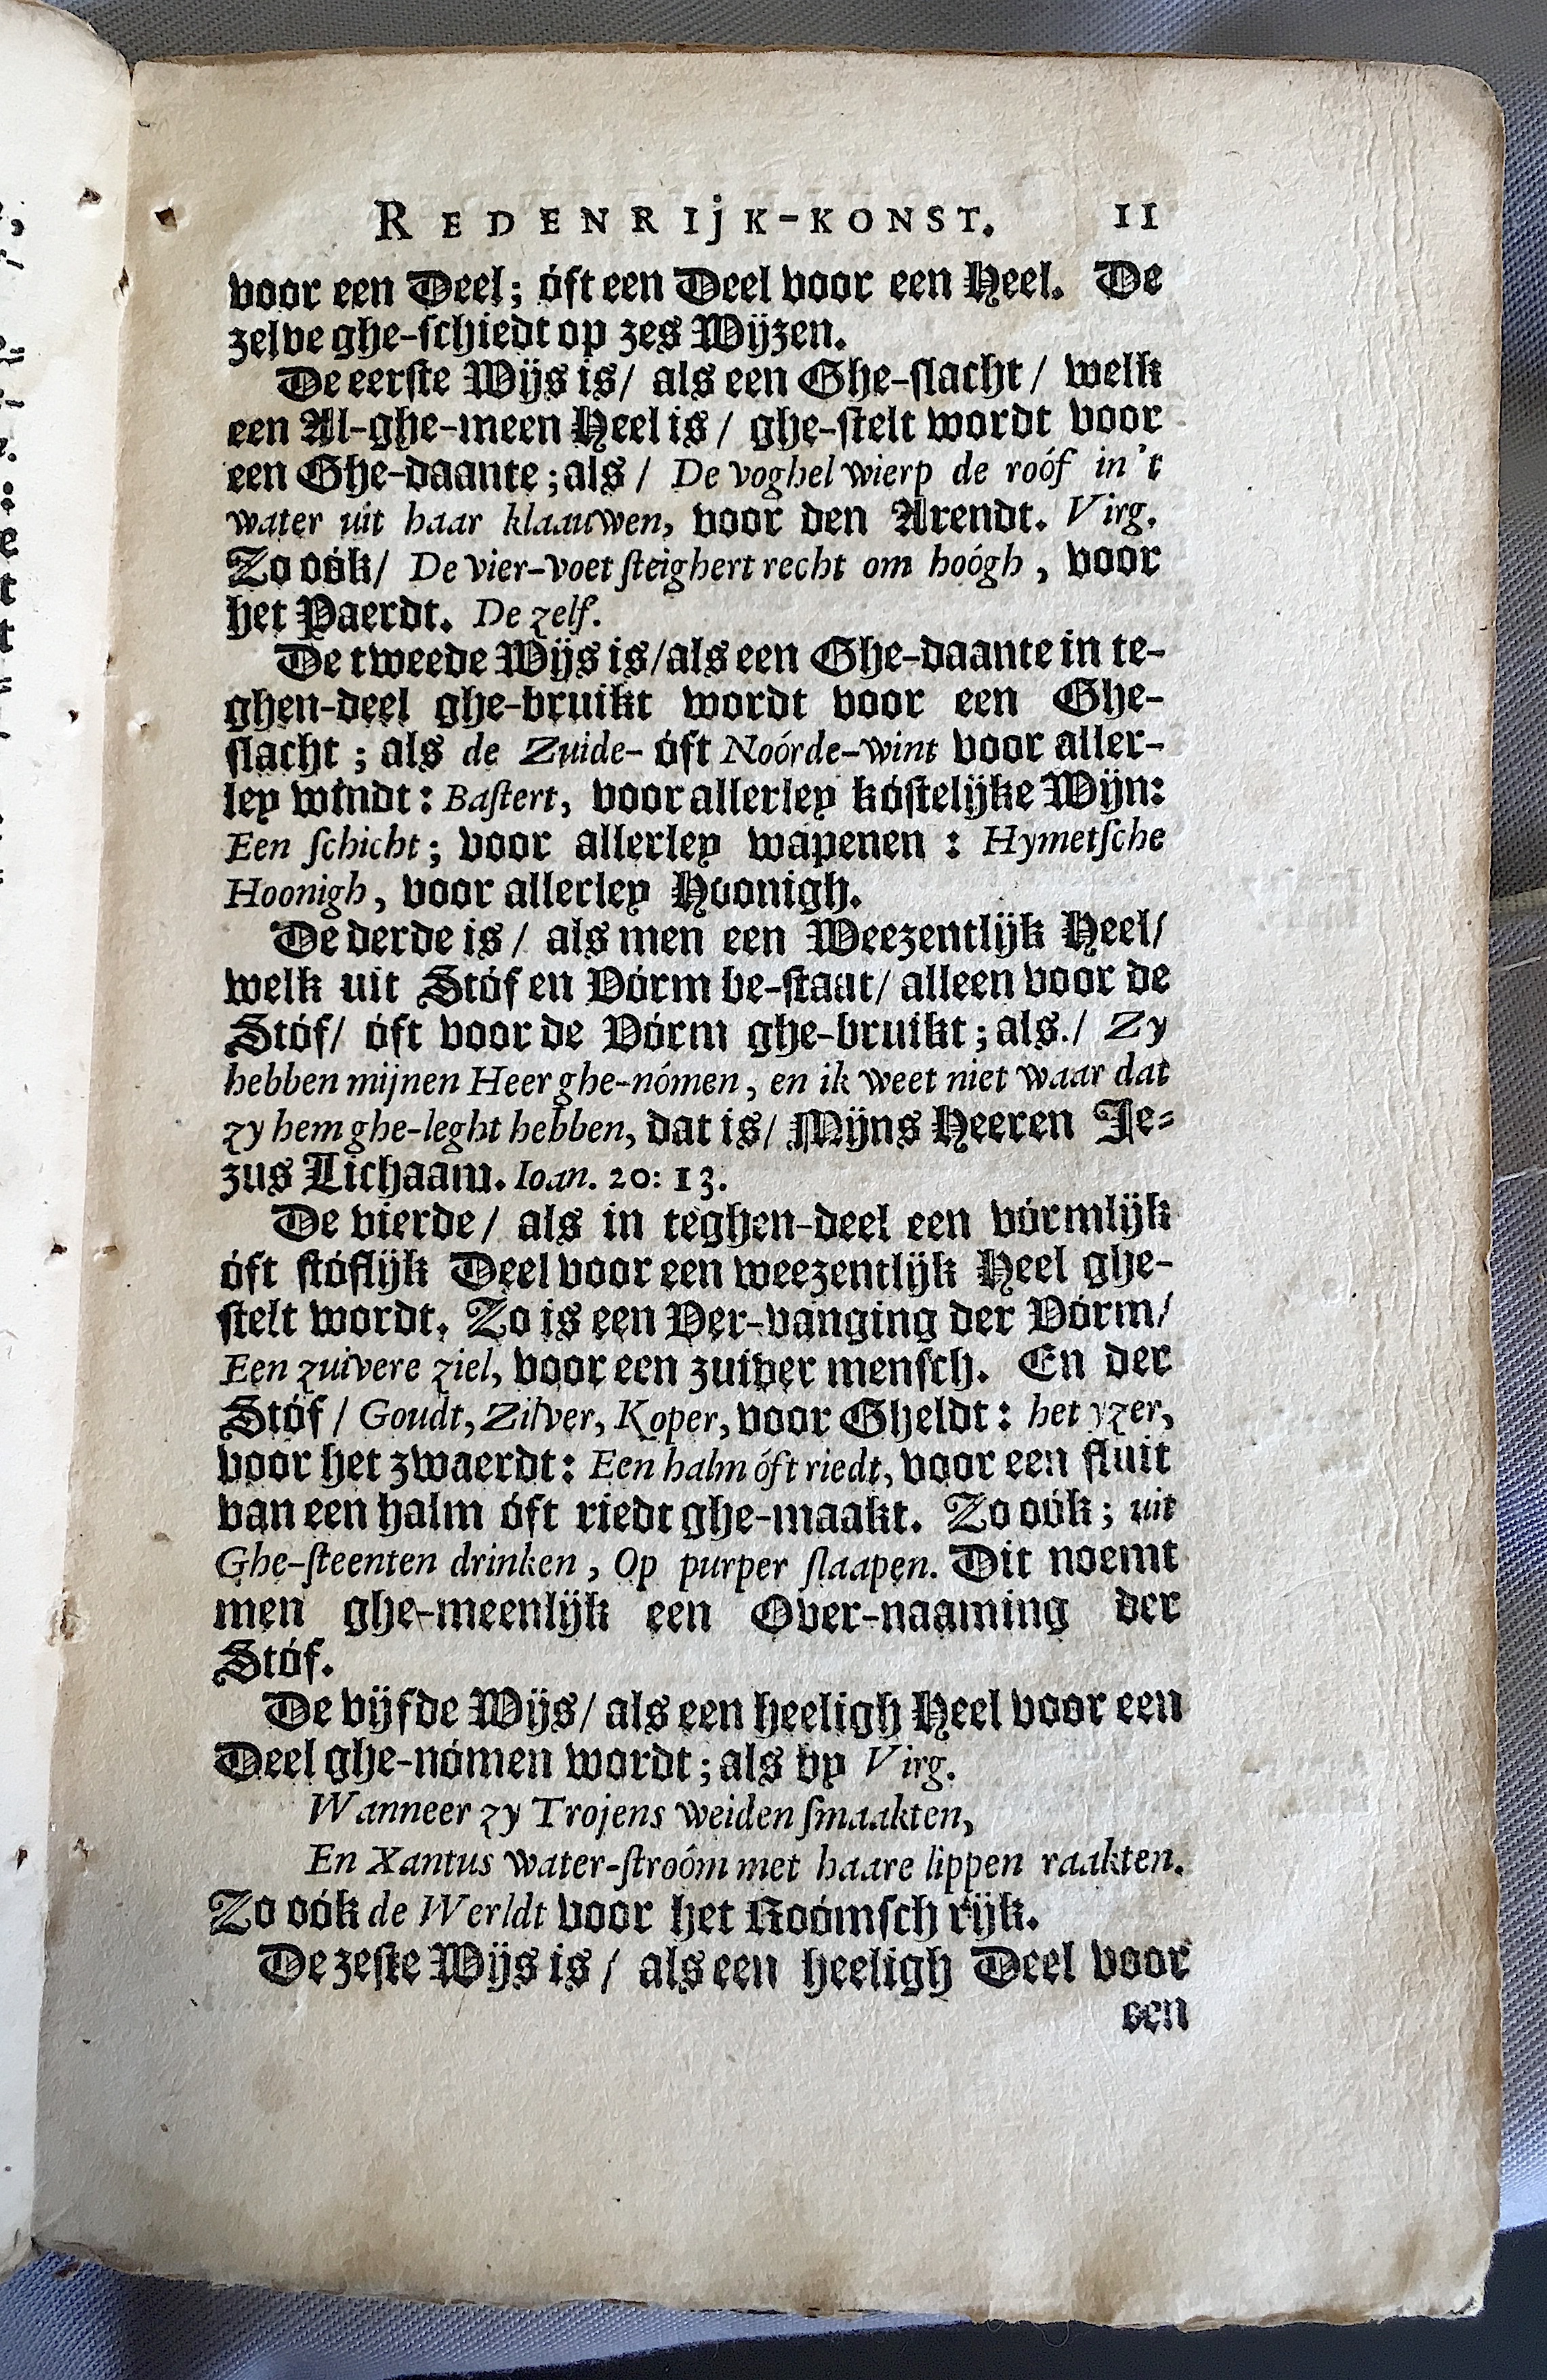 REDENRIJK-KONST. 11
voor een Deel; óft een Deel voor een Heel. De
zelve ghe-schiedt op zes Wijzen.
De eerste Wijs is/ als een Ghe-slacht/ welk
een Al-ghe-meen Heel is/ ghe-stelt wordt voor
een Ghe-daante; als/ De voghel wierp de roóf in 't
water uit haar klaauwen, voor den Arendt. Virg.
Zo oók/ De vier-voet steighert recht om hoógh, voor
het Paerdt. De zelf.
De tweede Wijs is/ als een Ghe-daante in te-
ghen-deel ghe-bruikt wordt voor een Ghe-
slacht; als de Zuide- óft Noórde-wint voor aller-
ley windt: Bastert, voor allerley kóstelijke Wijn:
Een schicht; voor allerley wapenen: Hymetsche
Hoonigh, voor allerley Hoonigh.
De derde is/ als men een Weezentlijk Heel/
welk uit Stóf en Vórm be-staat/ alleen voor de
Stóf/ óft voor de Vórm ghe-bruikt; als./ Zy
hebben mijnen Heer ghe-nómen, en ik weet niet waar dat
zy hem ghe-leght hebben, dat is/ Mijns Heeren Je-
zus Lichaam. Ioan. 20: 13.
De vierde/ als in teghen-deel een vórmlijk
óft stóflijk Deel voor een weezentlijk Heel ghe-
stelt wordt. Zo is een Ver-vanging der Vórm/
Een zuivere ziel, voor een zuiver mensch. En der
Stóf/ Goudt, Zilver, Koper, voor Gheldt: het yzer,
voor het zwaerdt: Een halm óft riedt, voor een fluit
van een halm óft riedt ghe-maakt. Zo oók; uit
Ghe-steenten drinken, Op purper slaapen. Dit noemt
men ghe-meenlijk een Over-naaming der
Stóf.
De vijfde Wijs/ als een heeligh Heel voor een
Deel ghe-nómen wordt; als by Virg.
Wanneer zy Trojens weiden smaakten,
En Xantus water-stroóm met haare lippen raakten.
Zo oók de Werldt voor het Roómsch rijk.
De zeste Wijs is/ als een heeligh Deel voor
een